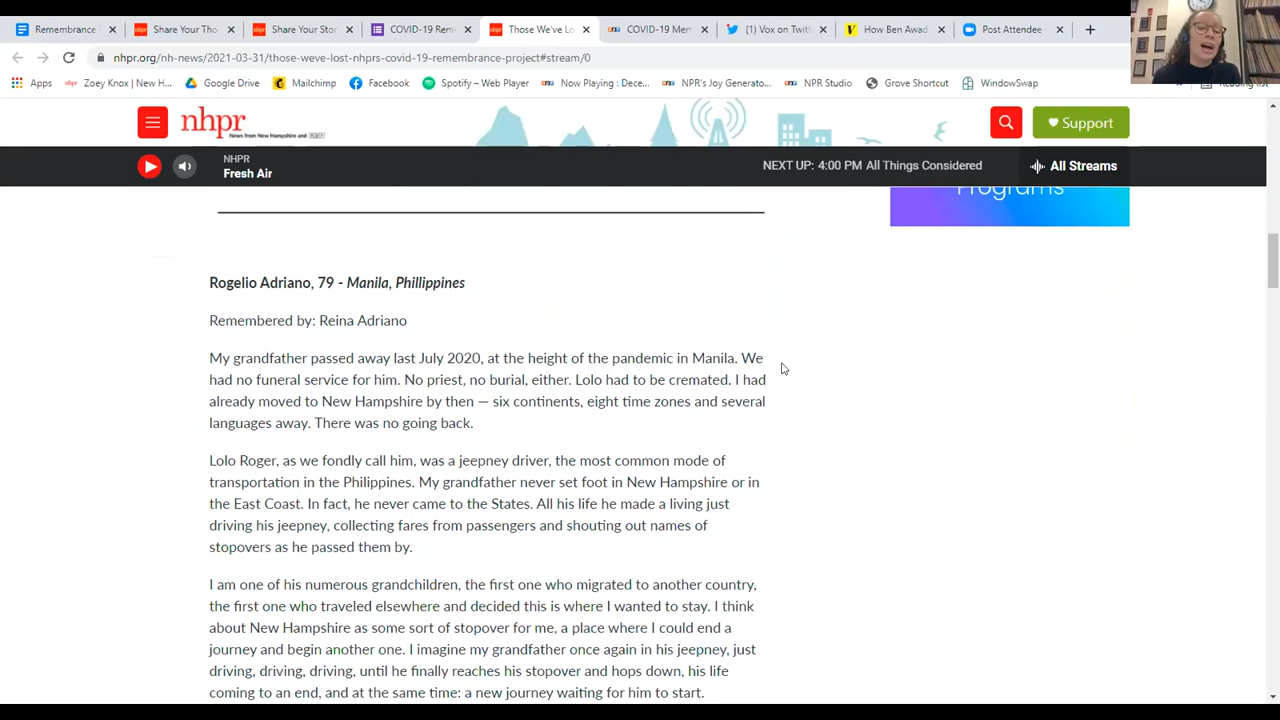 Remembrance
Share Your Tho
Share Your Stor
COVID-19 Rem
Those We've Lo
COVID-19 Mem
(1) Vox on Twitt
How Ben Awad
Post Attendee
nhpr.org/nh-news/2021-03-31/those-weve-lost-nhprs-covid-19-remembrance-project#stream/0
Apps
Zoey Knox | New H...
Google Drive
Mailchimp
Facebook
Spotify – Web Player
Now Playing : Dece...
NPR's Joy Generato...
NPR Studio
Grove Shortcut
WindowSwap
nhpr
News from New Hampshire and NPR
Support
NHPR
Fresh Air
NEXT UP: 4:00 PM All Things Considered
All Streams
Programs
Rogelio Adriano, 79 - Manila, Phillippines
Remembered by: Reina Adriano
My grandfather passed away last July 2020, at the height of the pandemic in Manila. We
had no funeral service for him. No priest, no burial, either. Lolo had to be cremated. I had
already moved to New Hampshire by then — six continents, eight time zones and several
languages away. There was no going back.
Lolo Roger, as we fondly call him, was a jeepney driver, the most common mode of
transportation in the Philippines. My grandfather never set foot in New Hampshire or in
the East Coast. In fact, he never came to the States. All his life he made a living just
driving his jeepney, collecting fares from passengers and shouting out names of
stopovers as he passed them by.
I am one of his numerous grandchildren, the first one who migrated to another country,
the first one who traveled elsewhere and decided this is where I wanted to stay. I think
about New Hampshire as some sort of stopover for me, a place where I could end a
journey and begin another one. I imagine my grandfather once again in his jeepney, just
driving, driving, driving, until he finally reaches his stopover and hops down, his life
coming to an end, and at the same time: a new journey waiting for him to start.